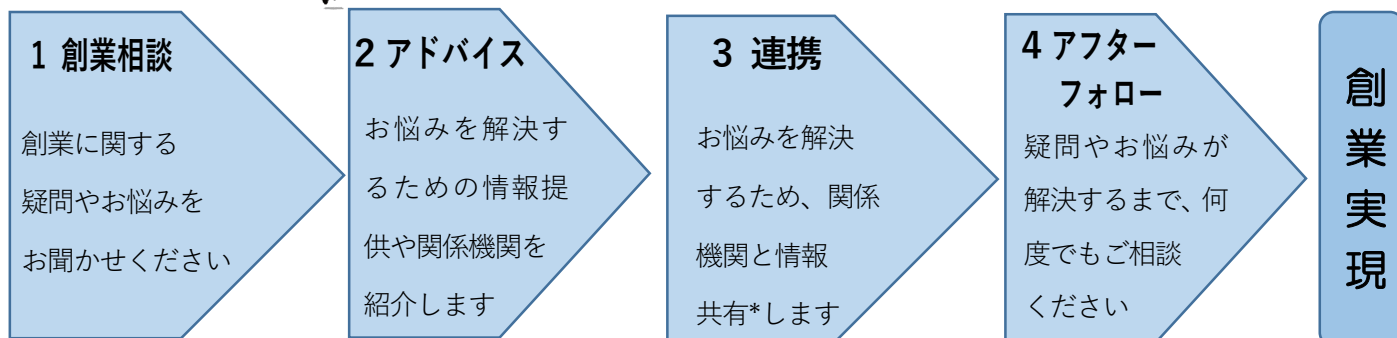 1 創業相談
創業に関する
疑問やお悩みを
お聞かせください
2 アドバイス
お悩みを解決す
るための情報提
供や関係機関を
紹介します
3 連携
お悩みを解決
するため、関係
機関と情報
共有*します
4 アフター
フォロー
疑問やお悩みが
解決するまで、何
度でもご相談
ください
創業実現